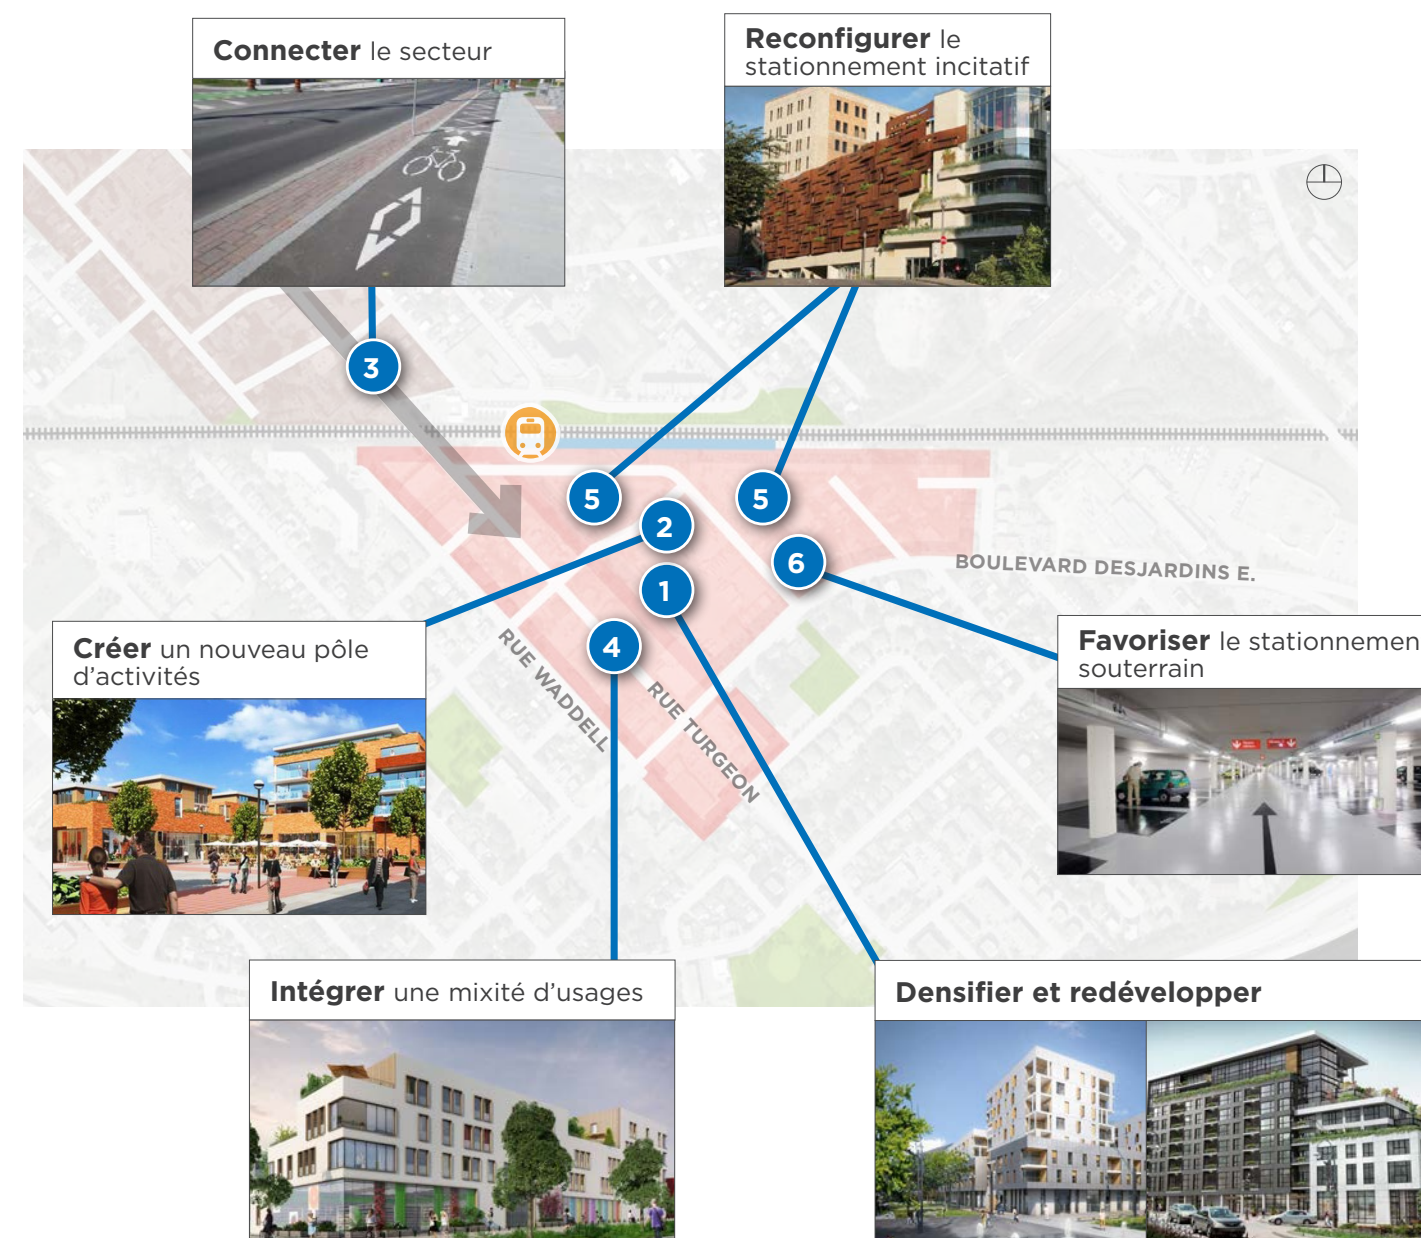 Connecter le secteur
Reconfigurer le
stationnement incitatif
3
5
5
2
6
1
4
BOULEVARD DESJARDINS E.
RUE WADDELL
RUE TURGEON
Créer un nouveau pôle
d’activités
Favoriser le stationnemen
souterrain
Intégrer une mixité d’usages
Densifier et redévelopper